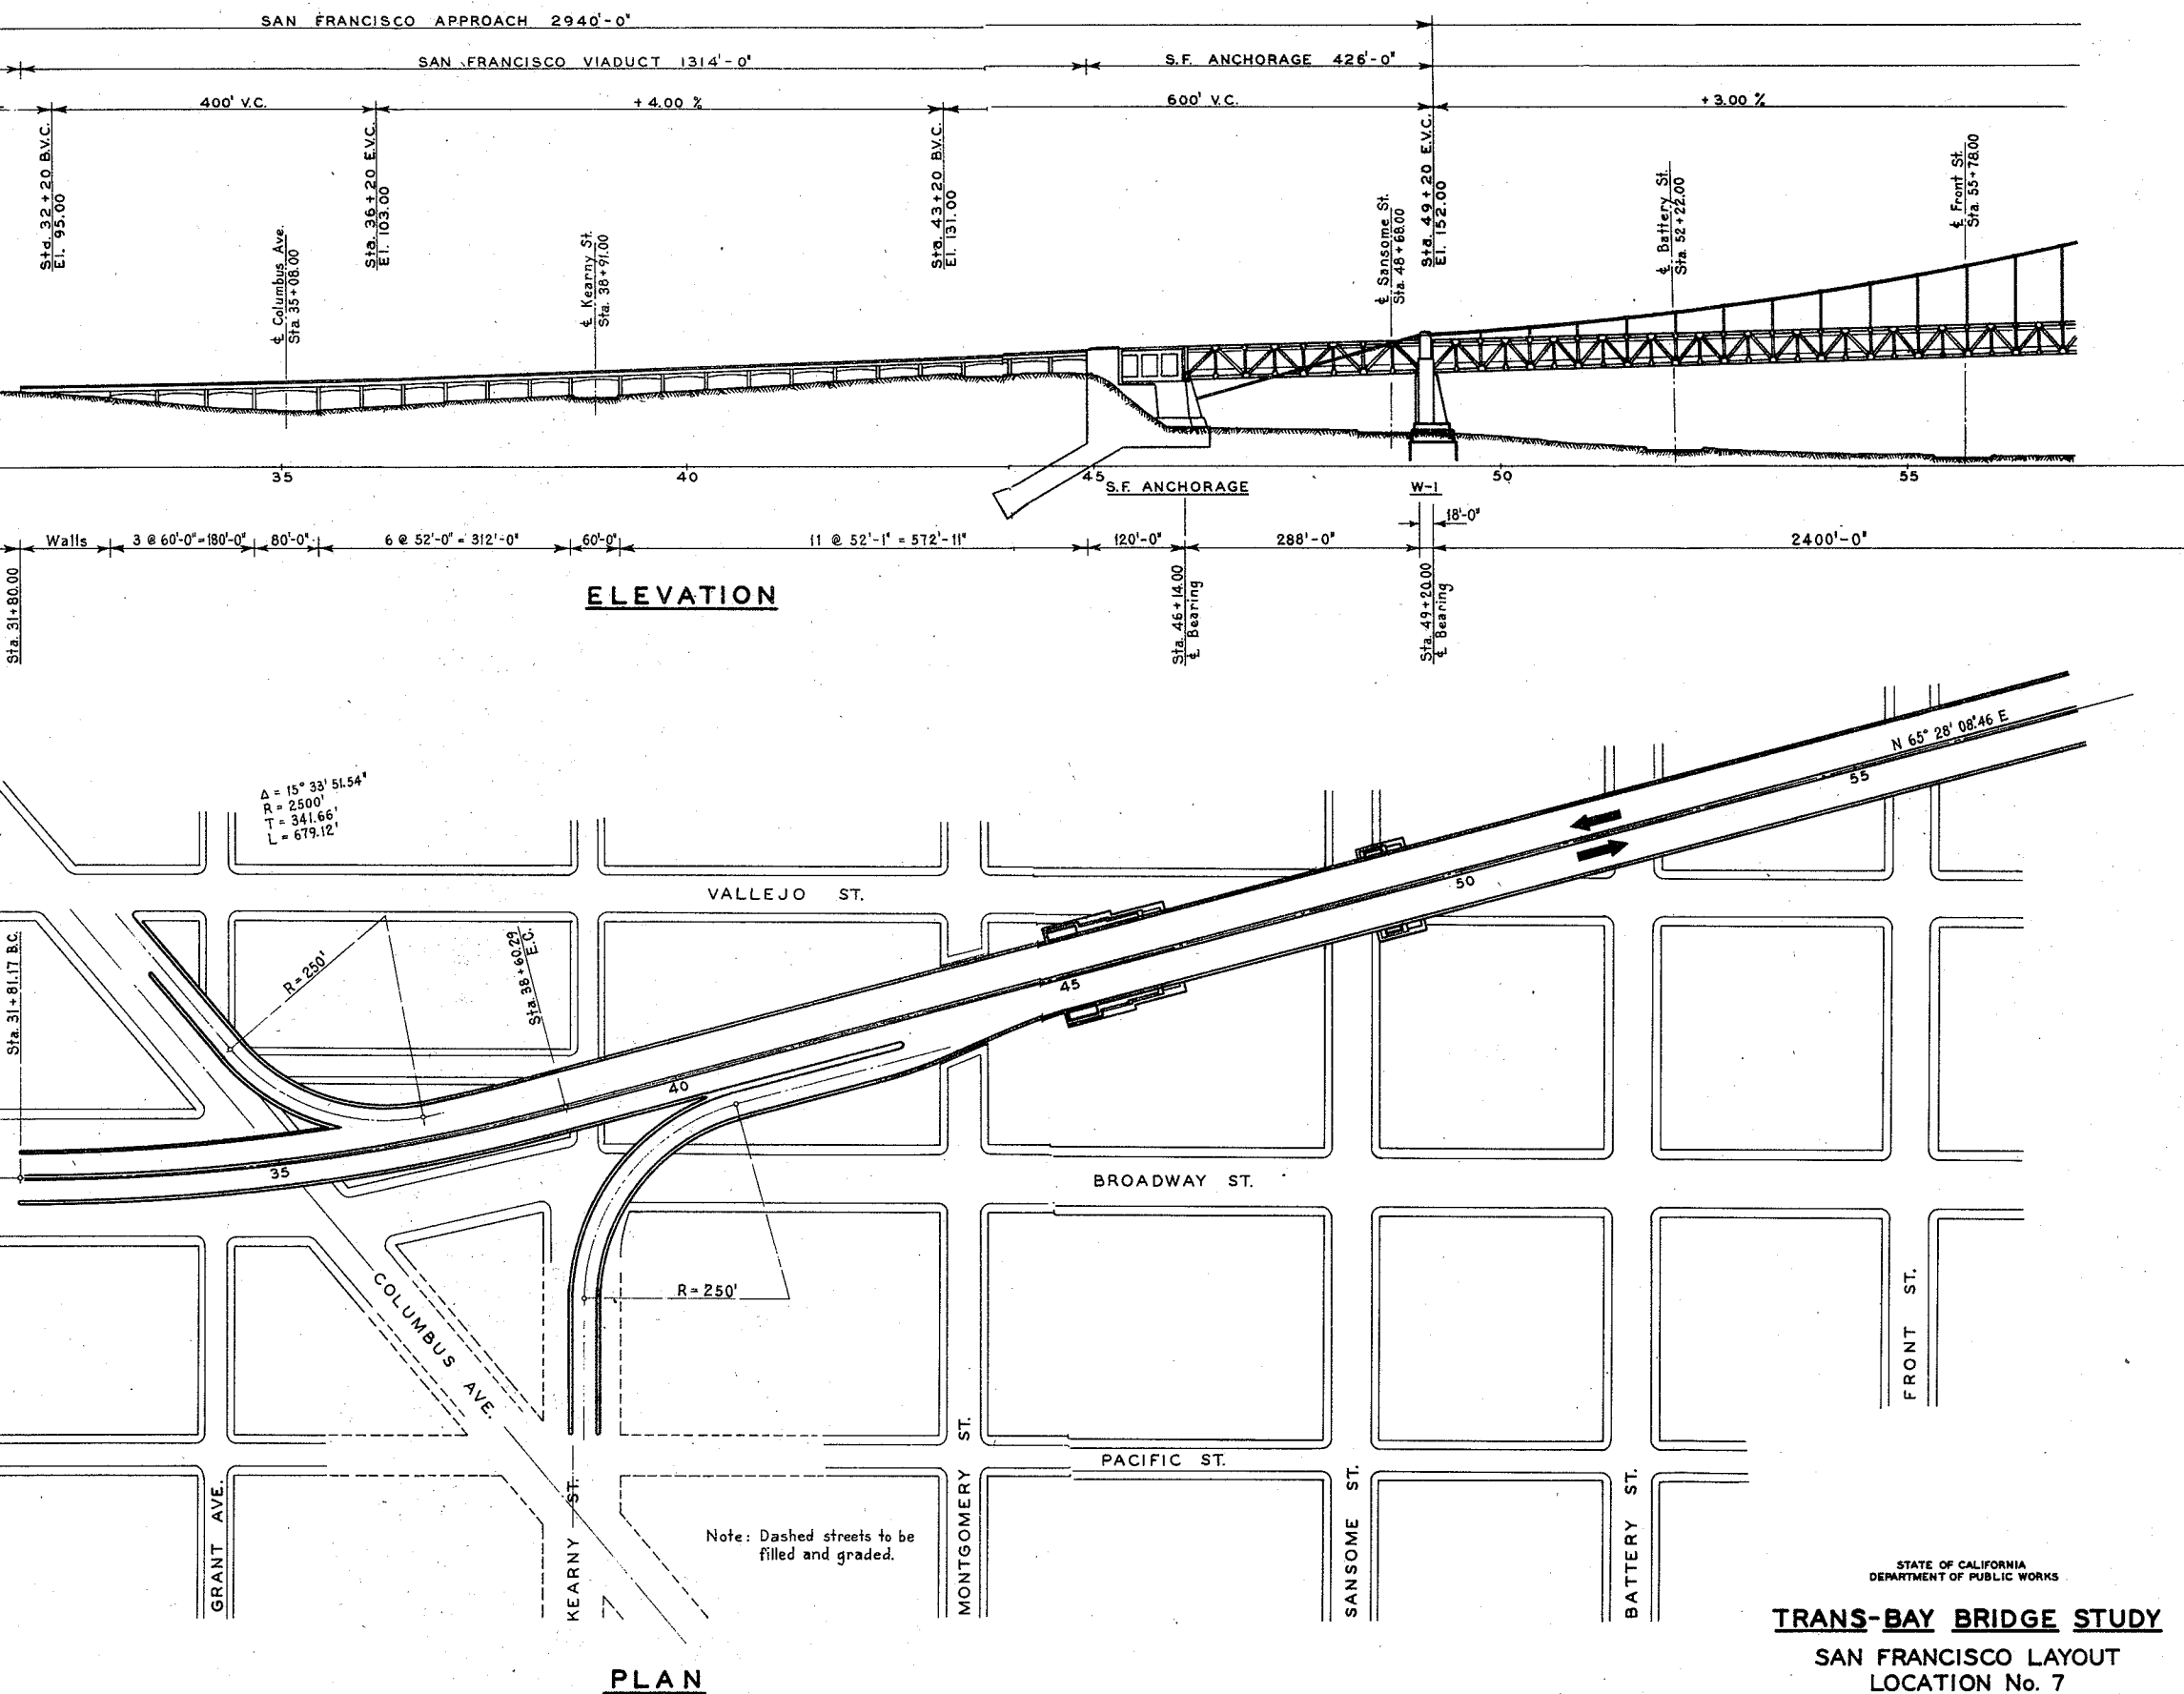 SAN FRANCISCO APPROACH 2940'-0"
SAN FRANCISCO VIADUCT 1314'-0"
S.F. ANCHORAGE 426'-0"
400' V.C.
+ 4.00 %
600' V.C.
+ 3.00 %
Sta. 32+20 B.V.C.
El. 95.00
℄ Columbus Ave.
Sta. 35+08.00
Sta. 36+20 E.V.C.
El. 103.00
℄ Kearny St.
Sta. 38+91.00
Sta. 43+20 B.V.C.
El. 131.00
℄ Sansome St.
Sta. 48+68.00
Sta. 49+20 E.V.C.
El. 152.00
℄ Battery St.
Sta. 52+22.00
℄ Front St.
Sta. 55+78.00
35
40
45
50
55
S.F. ANCHORAGE
W-1
18'-0"
Walls
3 @ 60'-0"=180'-0"
80'-0"
6 @ 52'-0" = 312'-0"
60'-0"
11 @ 52'-1" = 572'-11"
120'-0"
288'-0"
2400'-0"
Sta. 31+80.00
Sta. 46+14.00
℄ Bearing
Sta. 49+20.00
℄ Bearing
ELEVATION
N 65° 28' 08".46 E
Δ = 15° 33' 51.54"
R = 2500'
T = 341.66'
L = 679.12'
VALLEJO ST.
Sta. 31+81.17 B.C.
R = 250'
Sta. 38+60.29
E.C.
35
40
45
50
55
BROADWAY ST.
R = 250'
COLUMBUS AVE.
FRONT ST.
PACIFIC ST.
GRANT AVE.
KEARNY ST.
MONTGOMERY ST.
SANSOME ST.
BATTERY ST.
Note: Dashed streets to be
filled and graded.
STATE OF CALIFORNIA
DEPARTMENT OF PUBLIC WORKS
TRANS-BAY BRIDGE STUDY
SAN FRANCISCO LAYOUT
LOCATION No. 7
PLAN